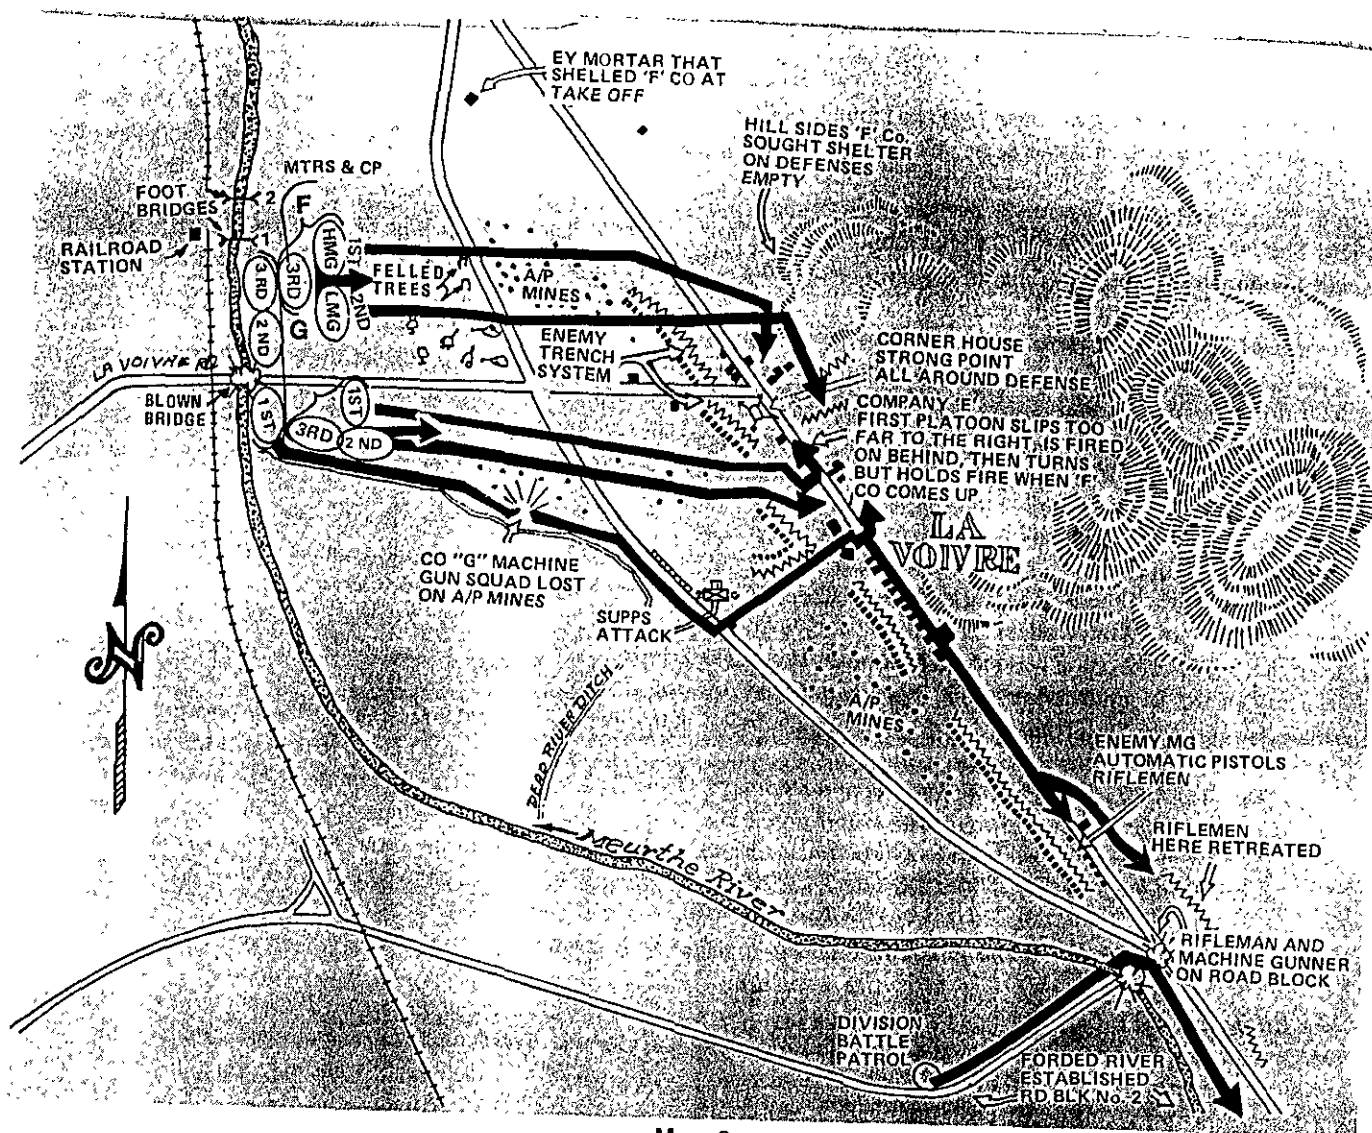 EY MORTAR THAT
SHELLED 'F' CO AT
TAKE OFF
HILL SIDES 'F' Co.
SOUGHT SHELTER
ON DEFENSES
EMPTY
MTRS & CP
FOOT
BRIDGES
2
1
RAILROAD
STATION
F
HMG
1ST
3RD
3RD
LMG
2ND
G
2ND
FELLED
TREES
A/P
MINES
ENEMY
TRENCH
SYSTEM
CORNER HOUSE
STRONG POINT
ALL AROUND DEFENSE
LA VOIVRE RD
BLOWN
BRIDGE
1ST
1ST
3RD
2ND
COMPANY 'E'
FIRST PLATOON SLIPS TOO
FAR TO THE RIGHT, IS FIRED
ON BEHIND, THEN TURNS
BUT HOLDS FIRE WHEN 'F'
CO COMES UP
LA
VOIVRE
CO "G" MACHINE
GUN SQUAD LOST
ON A/P MINES
SUPPS
ATTACK
N
DEAD RIVER DITCH
A/P
MINES
ENEMY MG
AUTOMATIC PISTOLS
RIFLEMEN
RIFLEMEN
HERE RETREATED
Meurthe River
RIFLEMAN AND
MACHINE GUNNER
ON ROAD BLOCK
DIVISION
BATTLE
PATROL
FORDED RIVER
ESTABLISHED
RD BLK No. 2